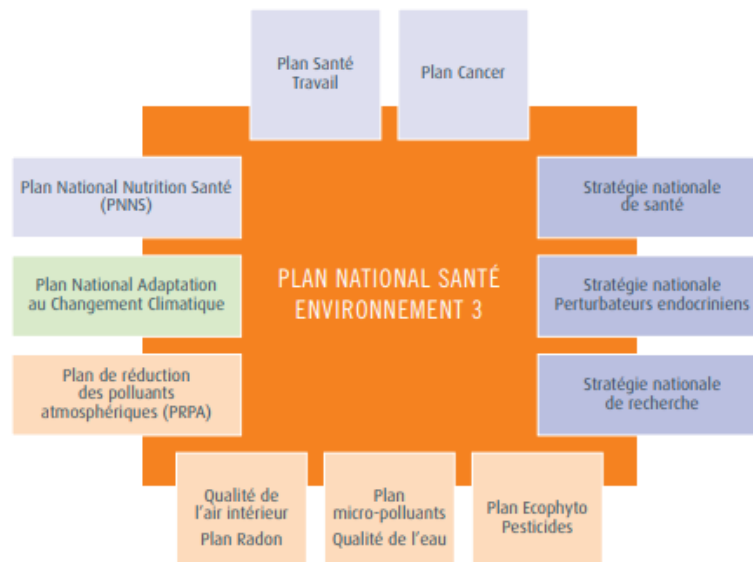 Plan Santé
Travail
Plan Cancer
Plan National Nutrition Santé
(PNNS)
Stratégie nationale
de santé
Plan National Adaptation
au Changement Climatique
PLAN NATIONAL SANTÉ
ENVIRONNEMENT 3
Stratégie nationale
Perturbateurs endocriniens
Plan de réduction
des polluants
atmosphériques (PRPA)
Stratégie nationale
de recherche
Qualité de
l'air intérieur
Plan Radon
Plan
micro-polluants
Qualité de l'eau
Plan Ecophyto
Pesticides